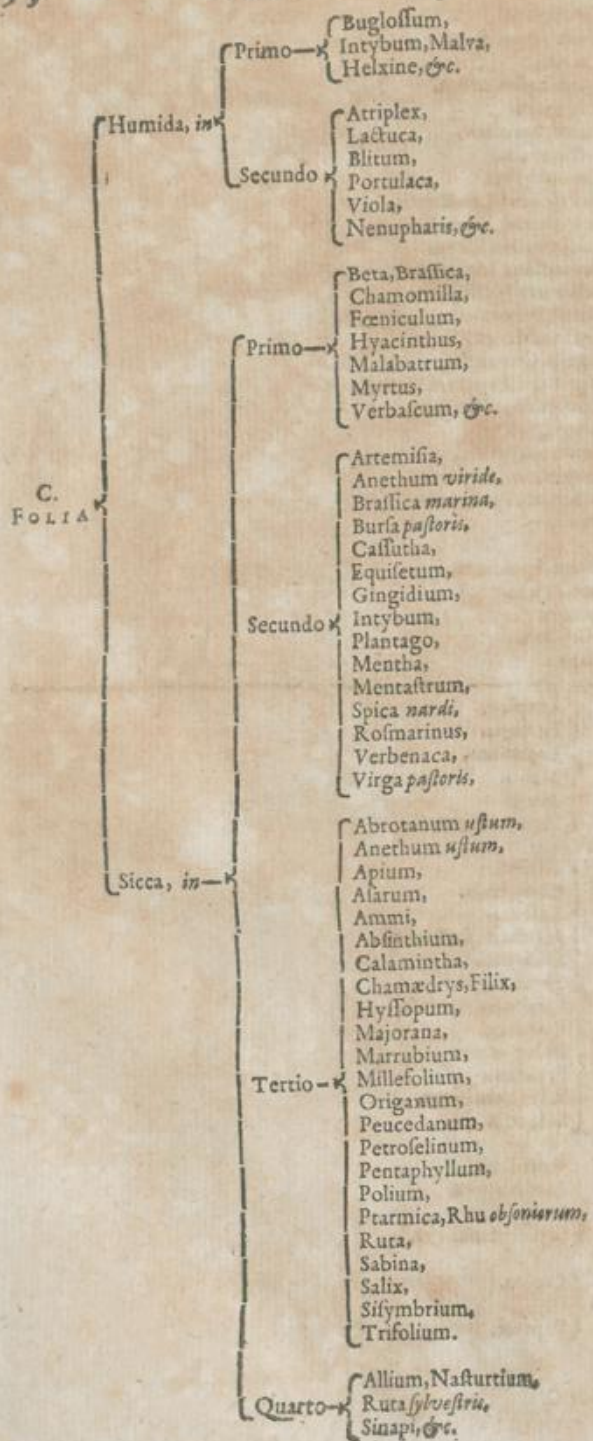 Humida, in
Primo
Bugloſſum,
Intybum, Malva,
Helxine, &c.
Secundo
Atriplex,
Lactuca,
Blitum,
Portulaca,
Viola,
Nenupharis, &c.
C.
FOLIA
Sicca, in
Primo
Beta, Braſſica,
Chamomilla,
Fœniculum,
Hyacinthus,
Malabatrum,
Myrtus,
Verbaſcum, &c.
Secundo
Artemiſia,
Anethum viride,
Braſſica marina,
Burſa paſtoris,
Caſſutha,
Equiſetum,
Gingidium,
Intybum,
Plantago,
Mentha,
Mentaſtrum,
Spica nardi,
Roſmarinus,
Verbenaca,
Virga paſtoris,
Tertio
Abrotanum uſtum,
Anethum uſtum,
Apium,
Aſarum,
Ammi,
Abſinthium,
Calamintha,
Chamædrys, Filix,
Hyſſopum,
Majorana,
Marrubium,
Millefolium,
Origanum,
Peucedanum,
Petroſelinum,
Pentaphyllum,
Polium,
Ptarmica, Rhu obſoniorum,
Ruta,
Sabina,
Salix,
Siſymbrium,
Trifolium.
Quarto
Allium, Naſturtium,
Ruta ſylveſtris,
Sinapi, &c.